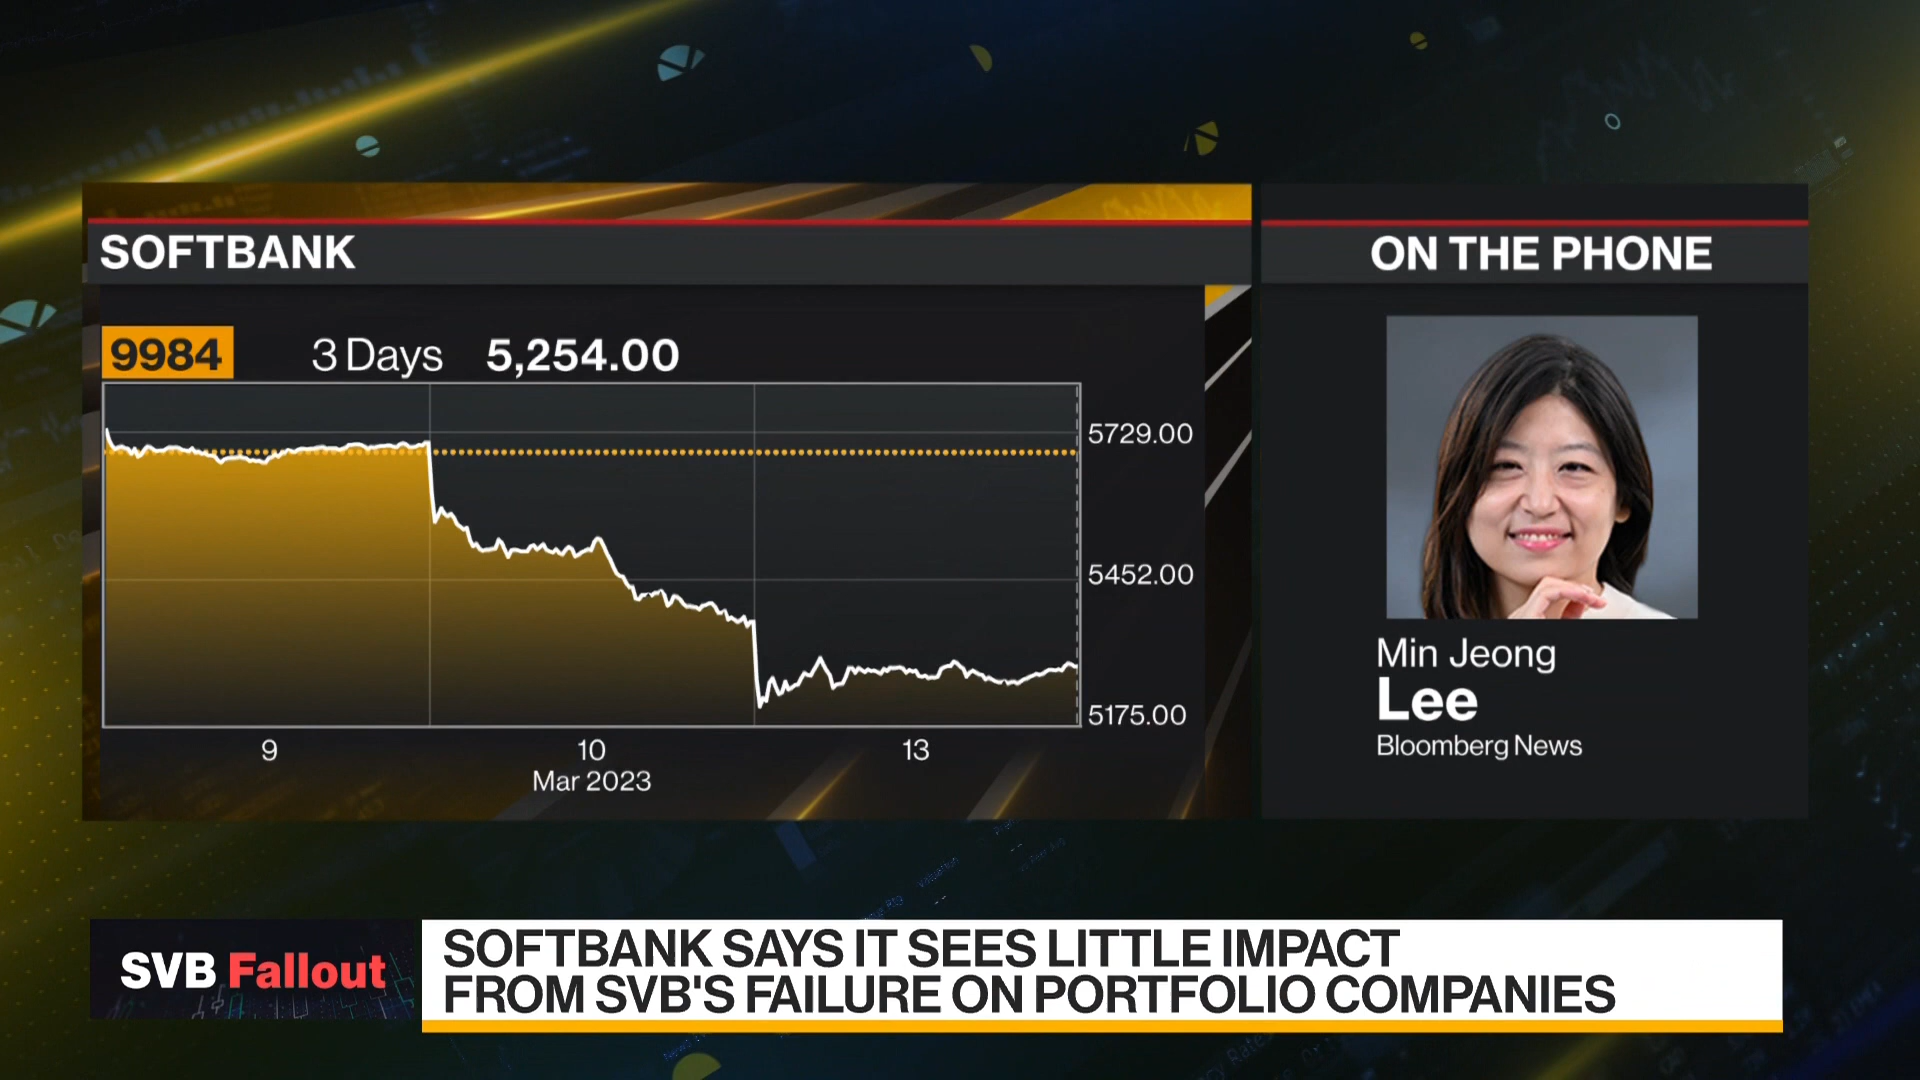 SOFTBANK
9984 3 Days 5,254.00
5729.00
5452.00
5175.00
9 10 13
Mar 2023
ON THE PHONE
Min Jeong
Lee
Bloomberg News
SVB Fallout
SOFTBANK SAYS IT SEES LITTLE IMPACT
FROM SVB'S FAILURE ON PORTFOLIO COMPANIES